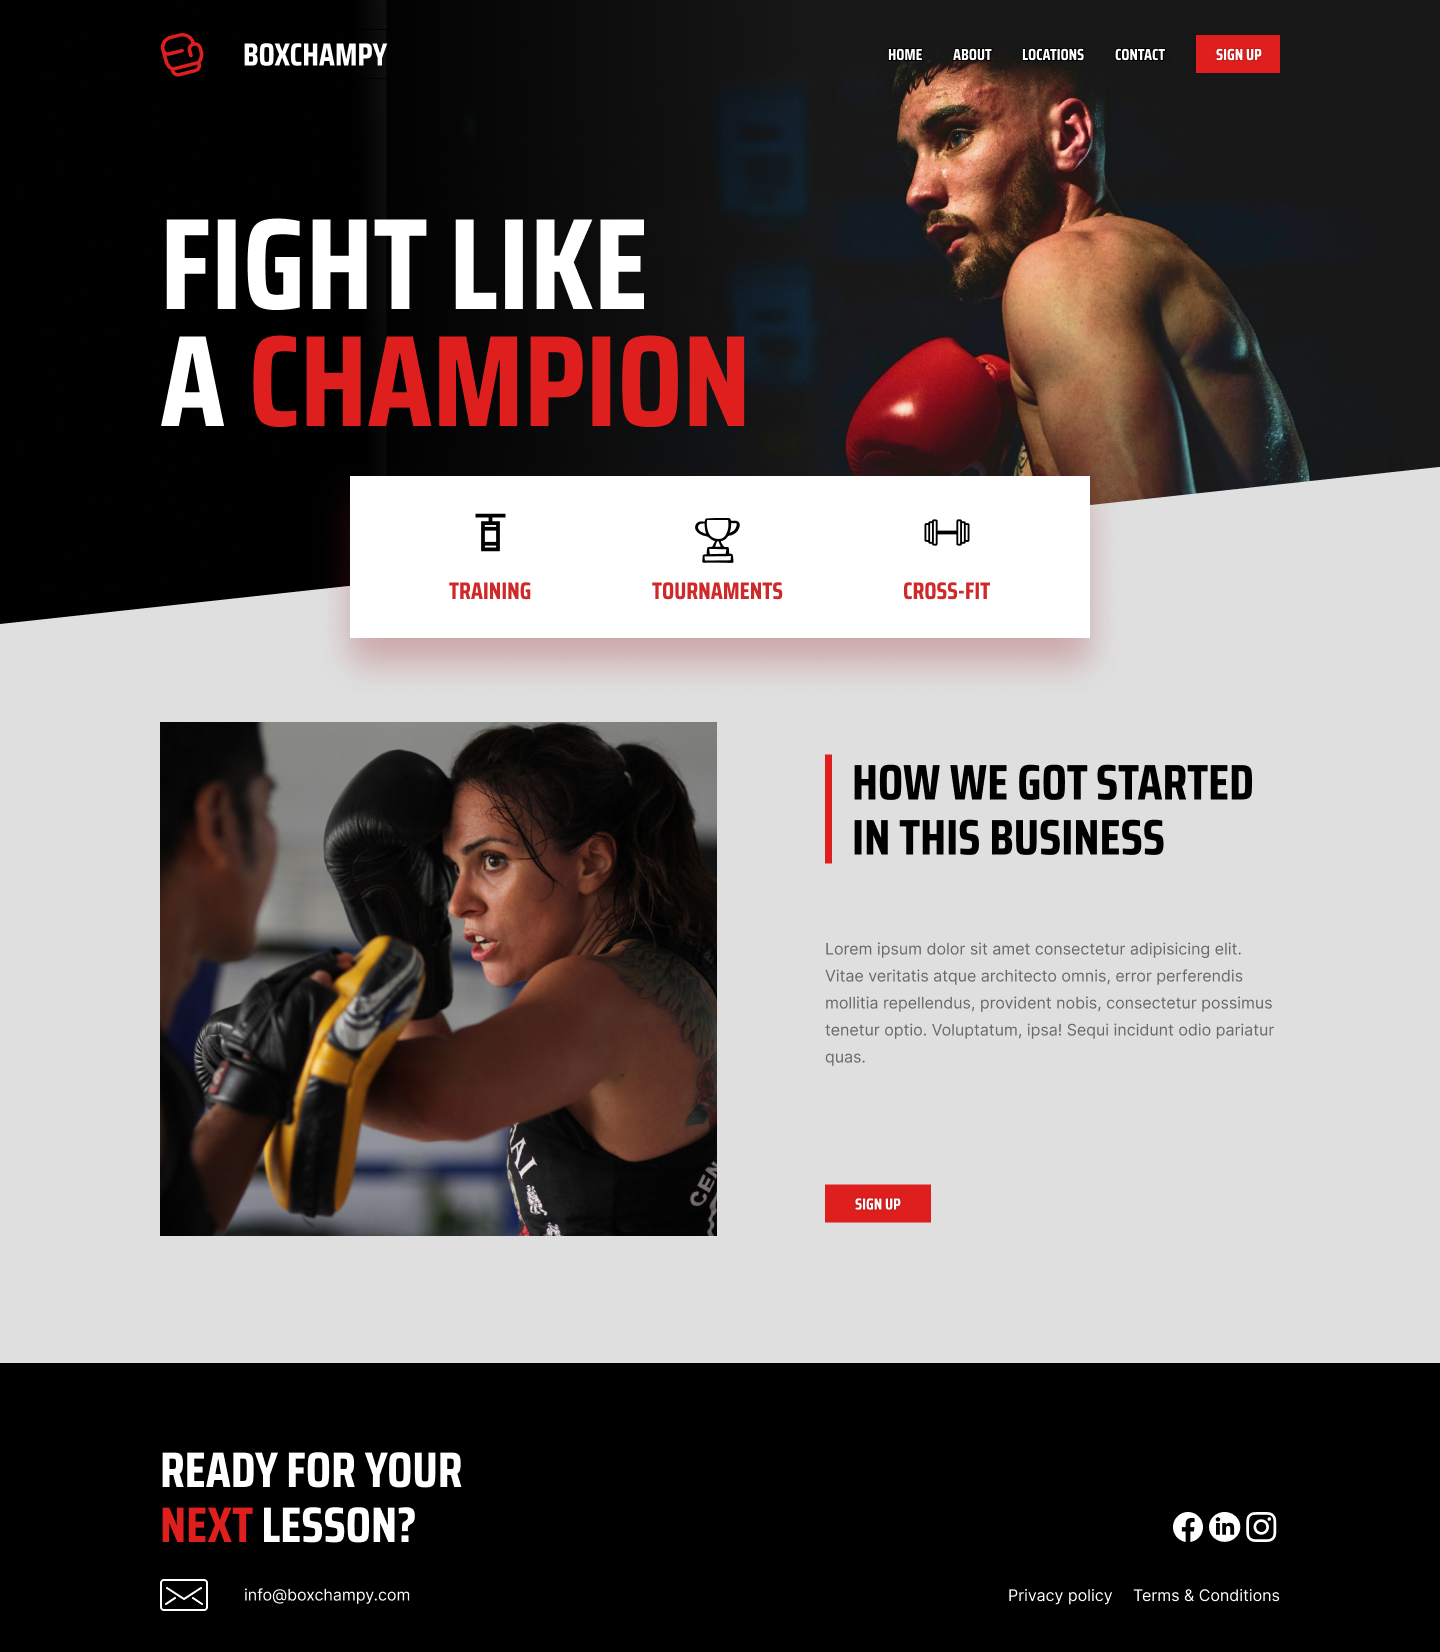 BOXCHAMPY
HOME ABOUT LOCATIONS CONTACT SIGN UP
FIGHT LIKE
A CHAMPION
TRAINING TOURNAMENTS CROSS-FIT
HOW WE GOT STARTED
IN THIS BUSINESS
Lorem ipsum dolor sit amet consectetur adipisicing elit.
Vitae veritatis atque architecto omnis, error perferendis
mollitia repellendus, provident nobis, consectetur possimus
tenetur optio. Voluptatum, ipsa! Sequi incidunt odio pariatur
quas.
SIGN UP
READY FOR YOUR
NEXT LESSON?
info@boxchampy.com
Privacy policy Terms & Conditions